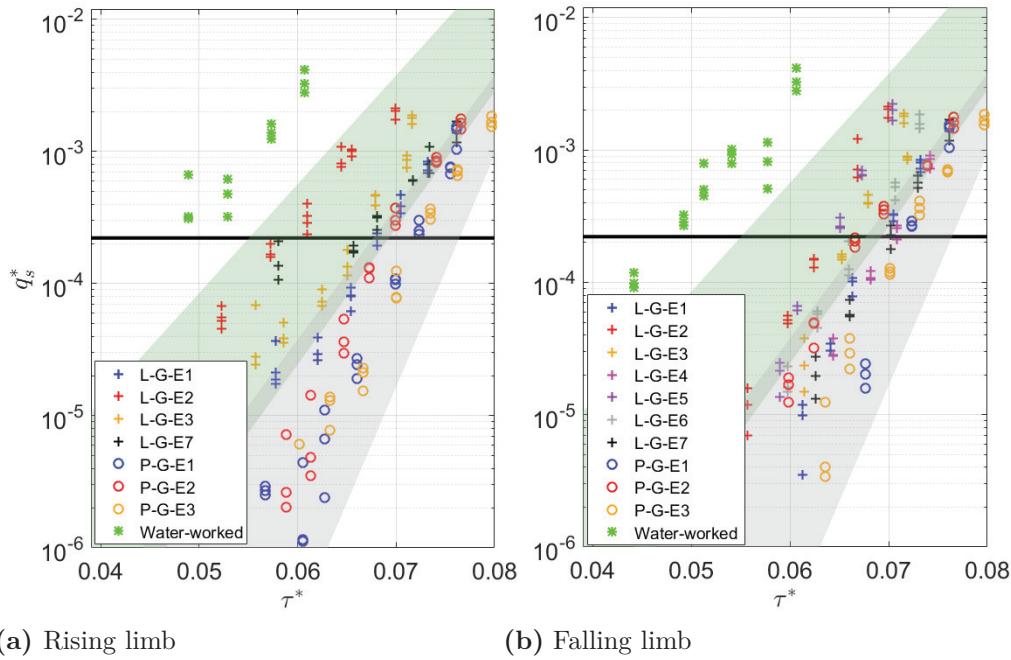 10^-2
10^-3
10^-4
10^-5
10^-6
q_s^*
0.04 0.05 0.06 0.07 0.08
τ*
L-G-E1
L-G-E2
L-G-E3
L-G-E7
P-G-E1
P-G-E2
P-G-E3
Water-worked
(a) Rising limb
10^-2
10^-3
10^-4
10^-5
10^-6
0.04 0.05 0.06 0.07 0.08
τ*
L-G-E1
L-G-E2
L-G-E3
L-G-E4
L-G-E5
L-G-E6
L-G-E7
P-G-E1
P-G-E2
P-G-E3
Water-worked
(b) Falling limb